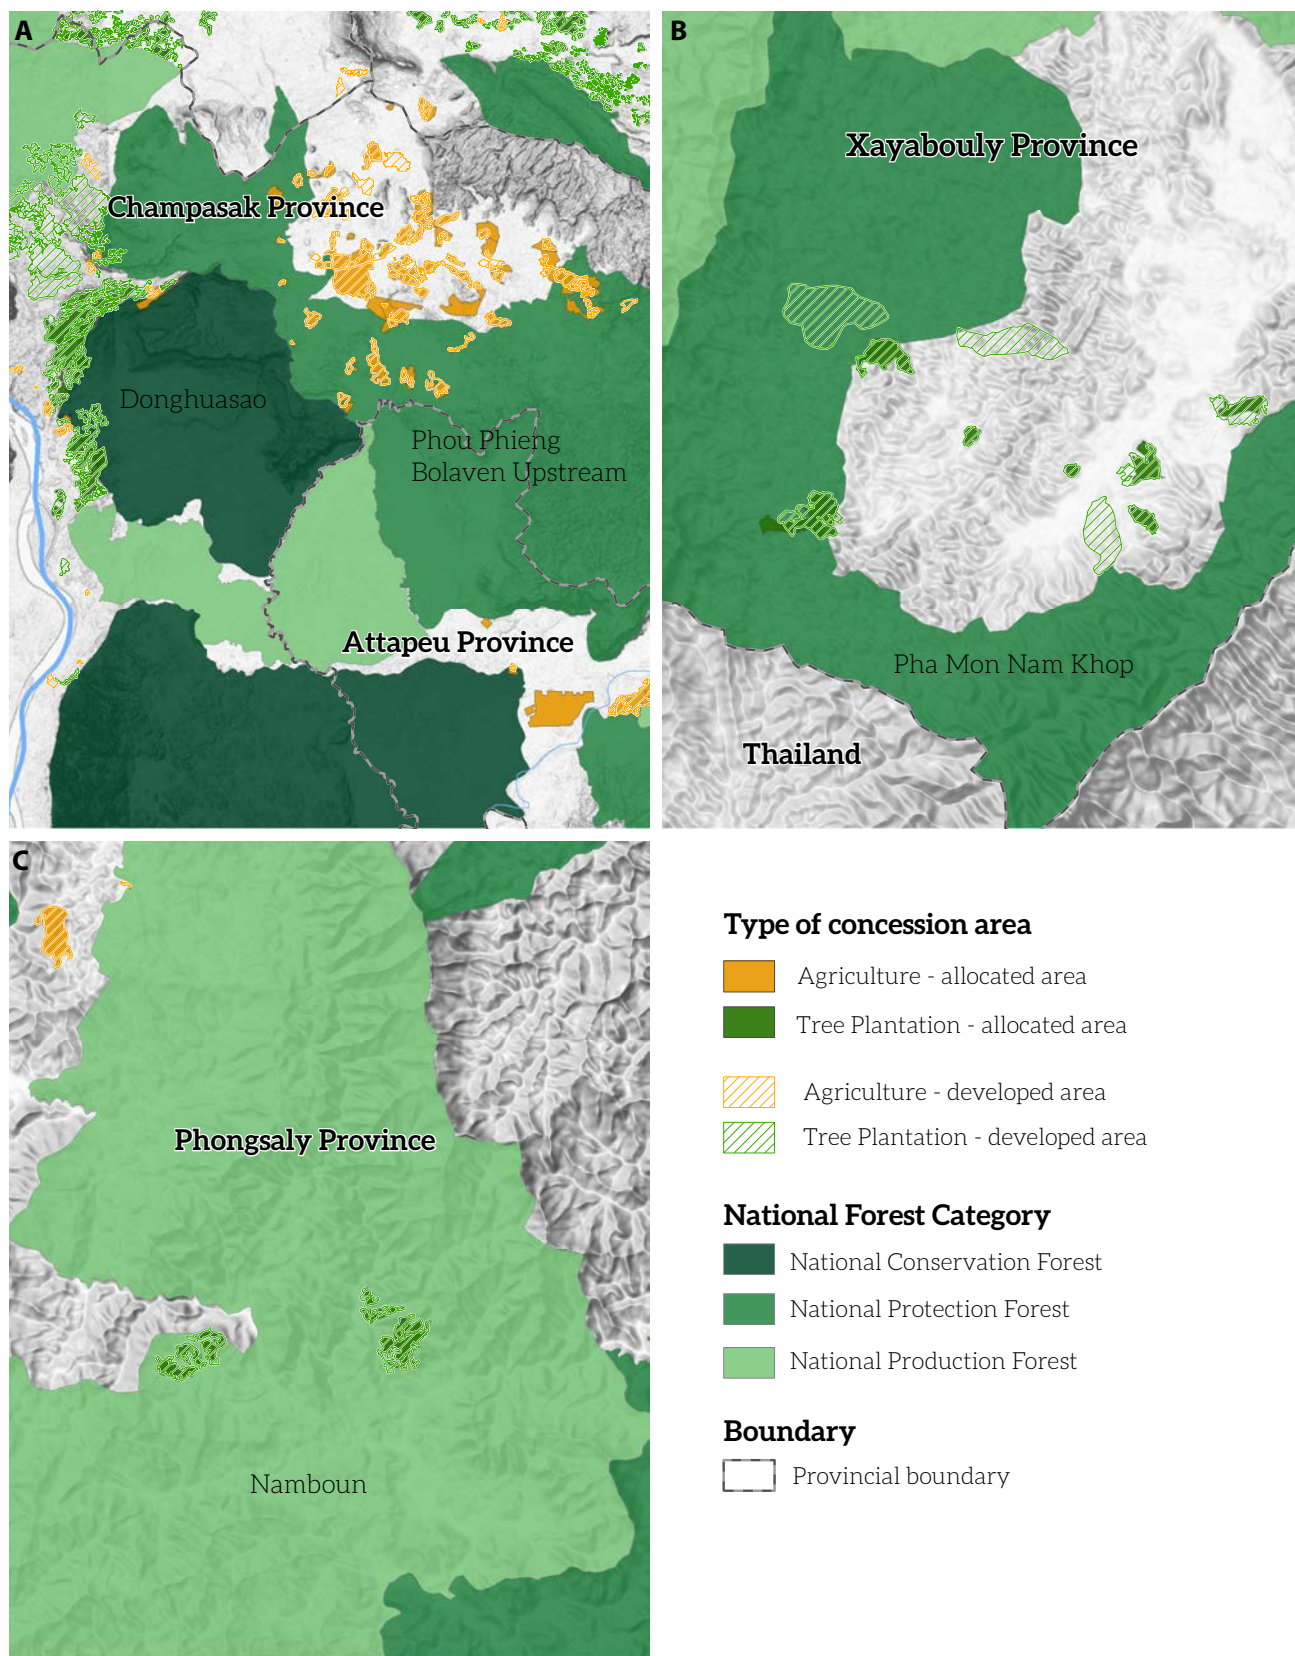 A
Champasak Province
Donghuasao
Phou Phieng
Bolaven Upstream
Attapeu Province
B
Xayabouly Province
Pha Mon Nam Khop
Thailand
C
Phongsaly Province
Namboun
Type of concession area
Agriculture - allocated area
Tree Plantation - allocated area
Agriculture - developed area
Tree Plantation - developed area
National Forest Category
National Conservation Forest
National Protection Forest
National Production Forest
Boundary
Provincial boundary